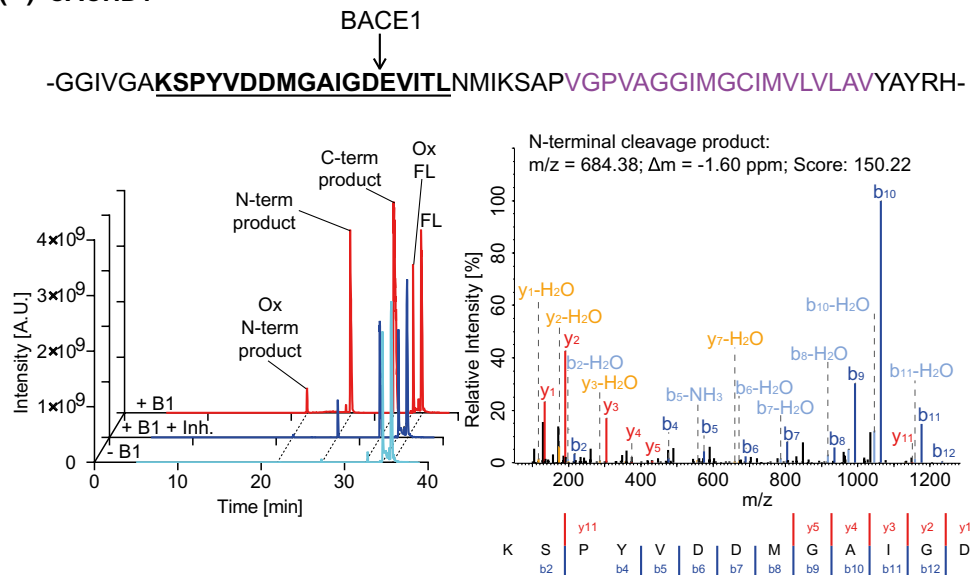 BACE1
-GGIVGAKSPYVDDMGAIGDEVITLNMIKSAPVGPVAGGIMGCIMVLVLAVYAYRH-
Intensity [A.U.]
4×10⁹
3×10⁹
2×10⁹
1×10⁹
0
Ox
N-term
product
N-term
product
C-term
product
Ox
FL
FL
+ B1
+ B1 + Inh.
- B1
0 10 20 30 40
Time [min]
N-terminal cleavage product:
m/z = 684.38; Δm = -1.60 ppm; Score: 150.22
Relative Intensity [%]
100
80
60
40
20
0
y1-H2O
y2-H2O
y2
b2-H2O
y3-H2O
y1
y3
b2
y4
y5
b4
b5-NH3
b5
y7-H2O
b6-H2O
b7-H2O
b6
b7
b8-H2O
b8
b9
b10-H2O
b10
b11-H2O
y11
b11
b12
200 400 600 800 1000 1200
m/z
y11 y5 y4 y3 y2 y1
K S P Y V D D M G A I G D
b2 b4 b5 b6 b7 b8 b9 b10 b11 b12